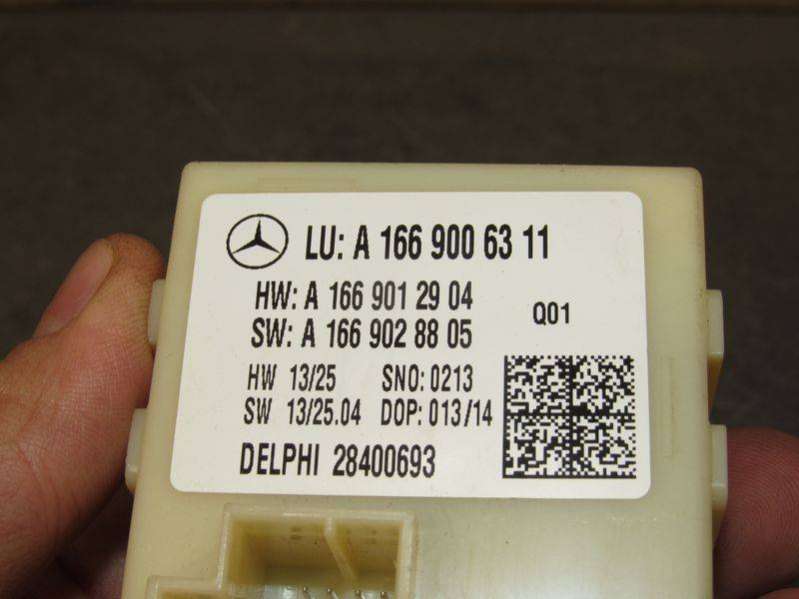 LU: A 166 900 63 11
HW: A 166 901 29 04
SW: A 166 902 88 05
Q01
HW 13/25 SNO: 0213
SW 13/25.04 DOP: 013/14
DELPHI 28400693